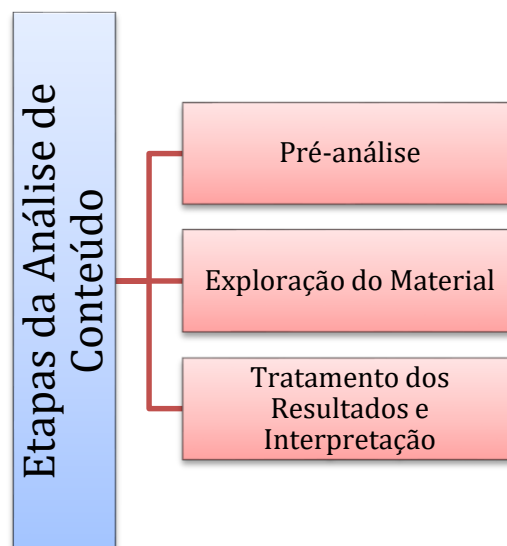 Etapas da Análise de
Conteúdo
Pré-análise
Exploração do Material
Tratamento dos
Resultados e
Interpretação